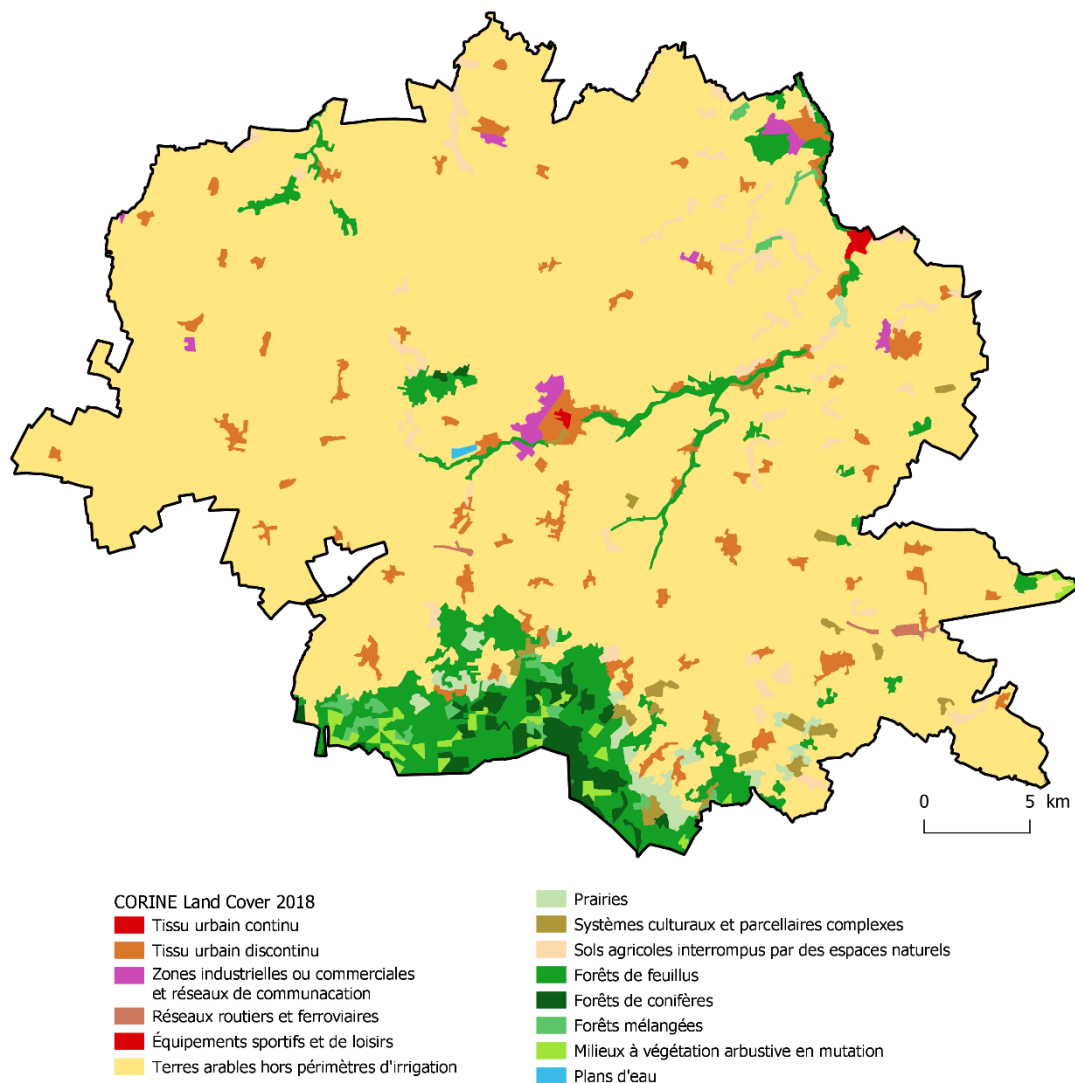 0 5 km
CORINE Land Cover 2018
Tissu urbain continu
Tissu urbain discontinu
Zones industrielles ou commerciales
et réseaux de communacation
Réseaux routiers et ferroviaires
Équipements sportifs et de loisirs
Terres arables hors périmètres d'irrigation
Prairies
Systèmes culturaux et parcellaires complexes
Sols agricoles interrompus par des espaces naturels
Forêts de feuillus
Forêts de conifères
Forêts mélangées
Milieux à végétation arbustive en mutation
Plans d'eau